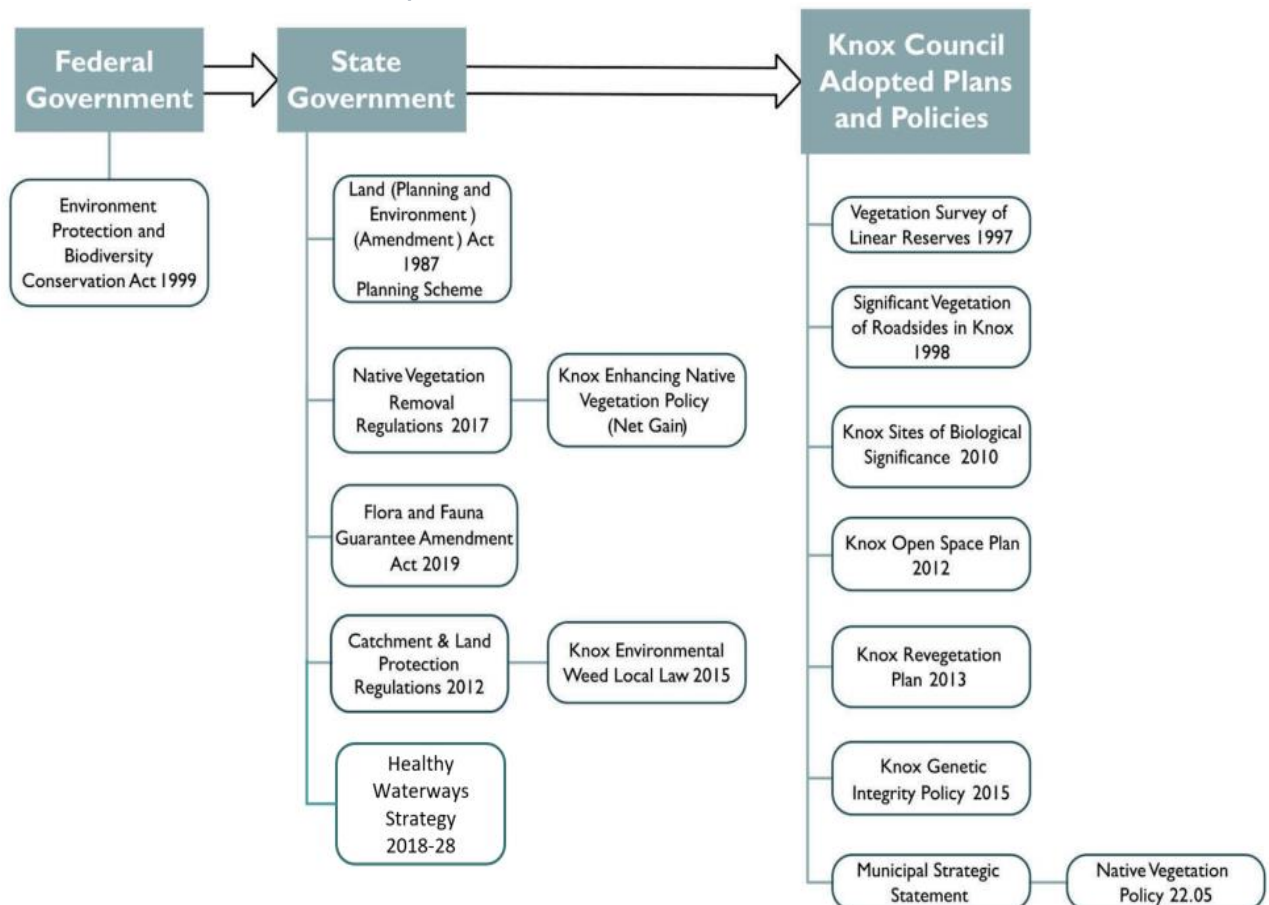 Federal
Government
State
Government
Knox Council
Adopted Plans
and Policies
Environment
Protection and
Biodiversity
Conservation Act 1999
Land (Planning and
Environment )
(Amendment ) Act
1987
Planning Scheme
Native Vegetation
Removal
Regulations 2017
Knox Enhancing Native
Vegetation Policy
(Net Gain)
Flora and Fauna
Guarantee Amendment
Act 2019
Catchment & Land
Protection
Regulations 2012
Knox Environmental
Weed Local Law 2015
Healthy
Waterways
Strategy
2018-28
Vegetation Survey of
Linear Reserves 1997
Significant Vegetation
of Roadsides in Knox
1998
Knox Sites of Biological
Significance 2010
Knox Open Space Plan
2012
Knox Revegetation
Plan 2013
Knox Genetic
Integrity Policy 2015
Municipal Strategic
Statement
Native Vegetation
Policy 22.05